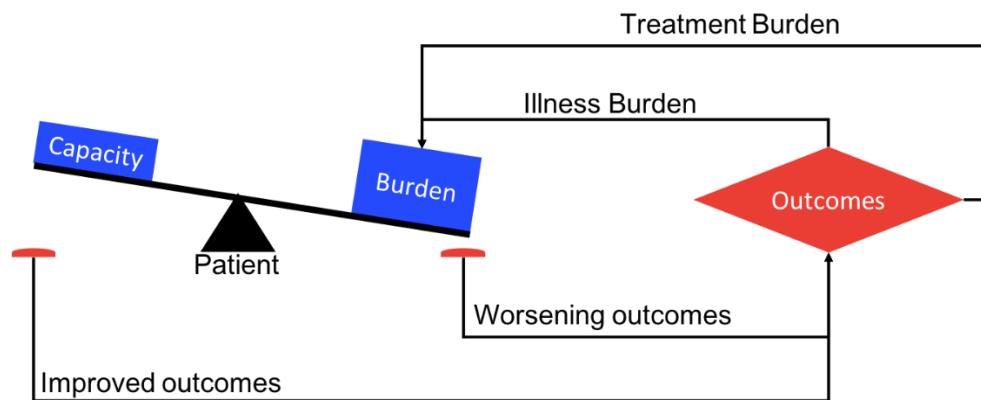 Treatment Burden
Illness Burden
Capacity
Burden
Outcomes
Patient
Worsening outcomes
Improved outcomes